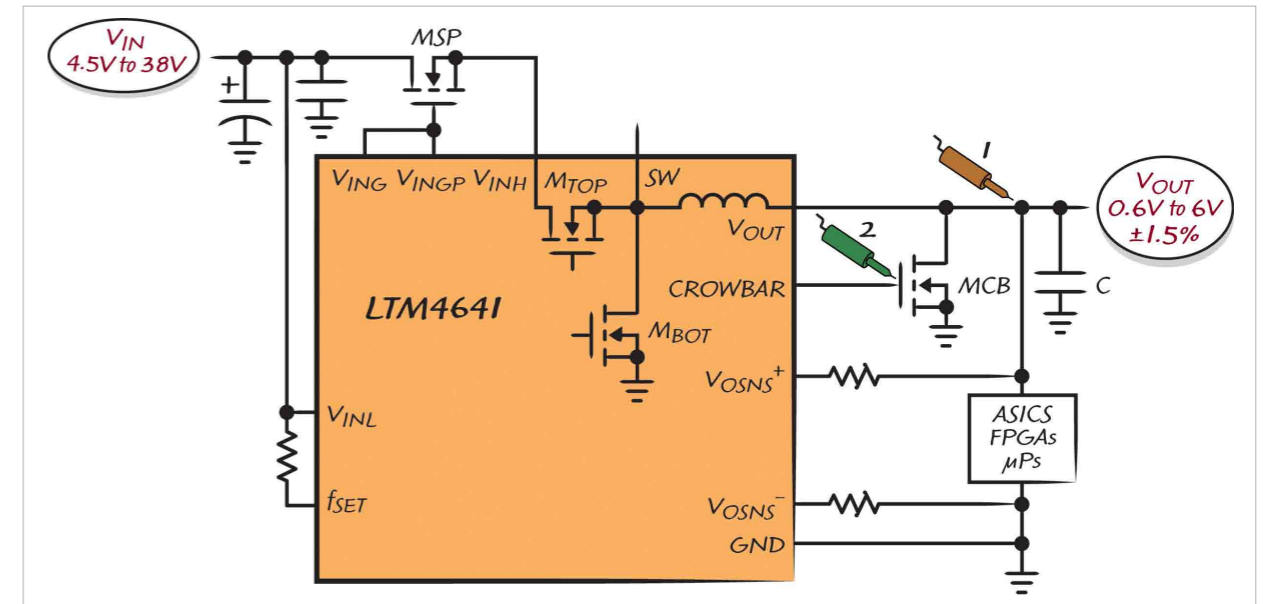 VIN
4.5V to 38V
MSP
+
VING VINGP VINH MTOP SW
1
VOUT
0.6V to 6V
±1.5%
2
VOUT
CROWBAR
MCB
C
LTM4641
MBOT
VOSNS+
ASICS
FPGAs
µPs
VINL
fSET
VOSNS-
GND